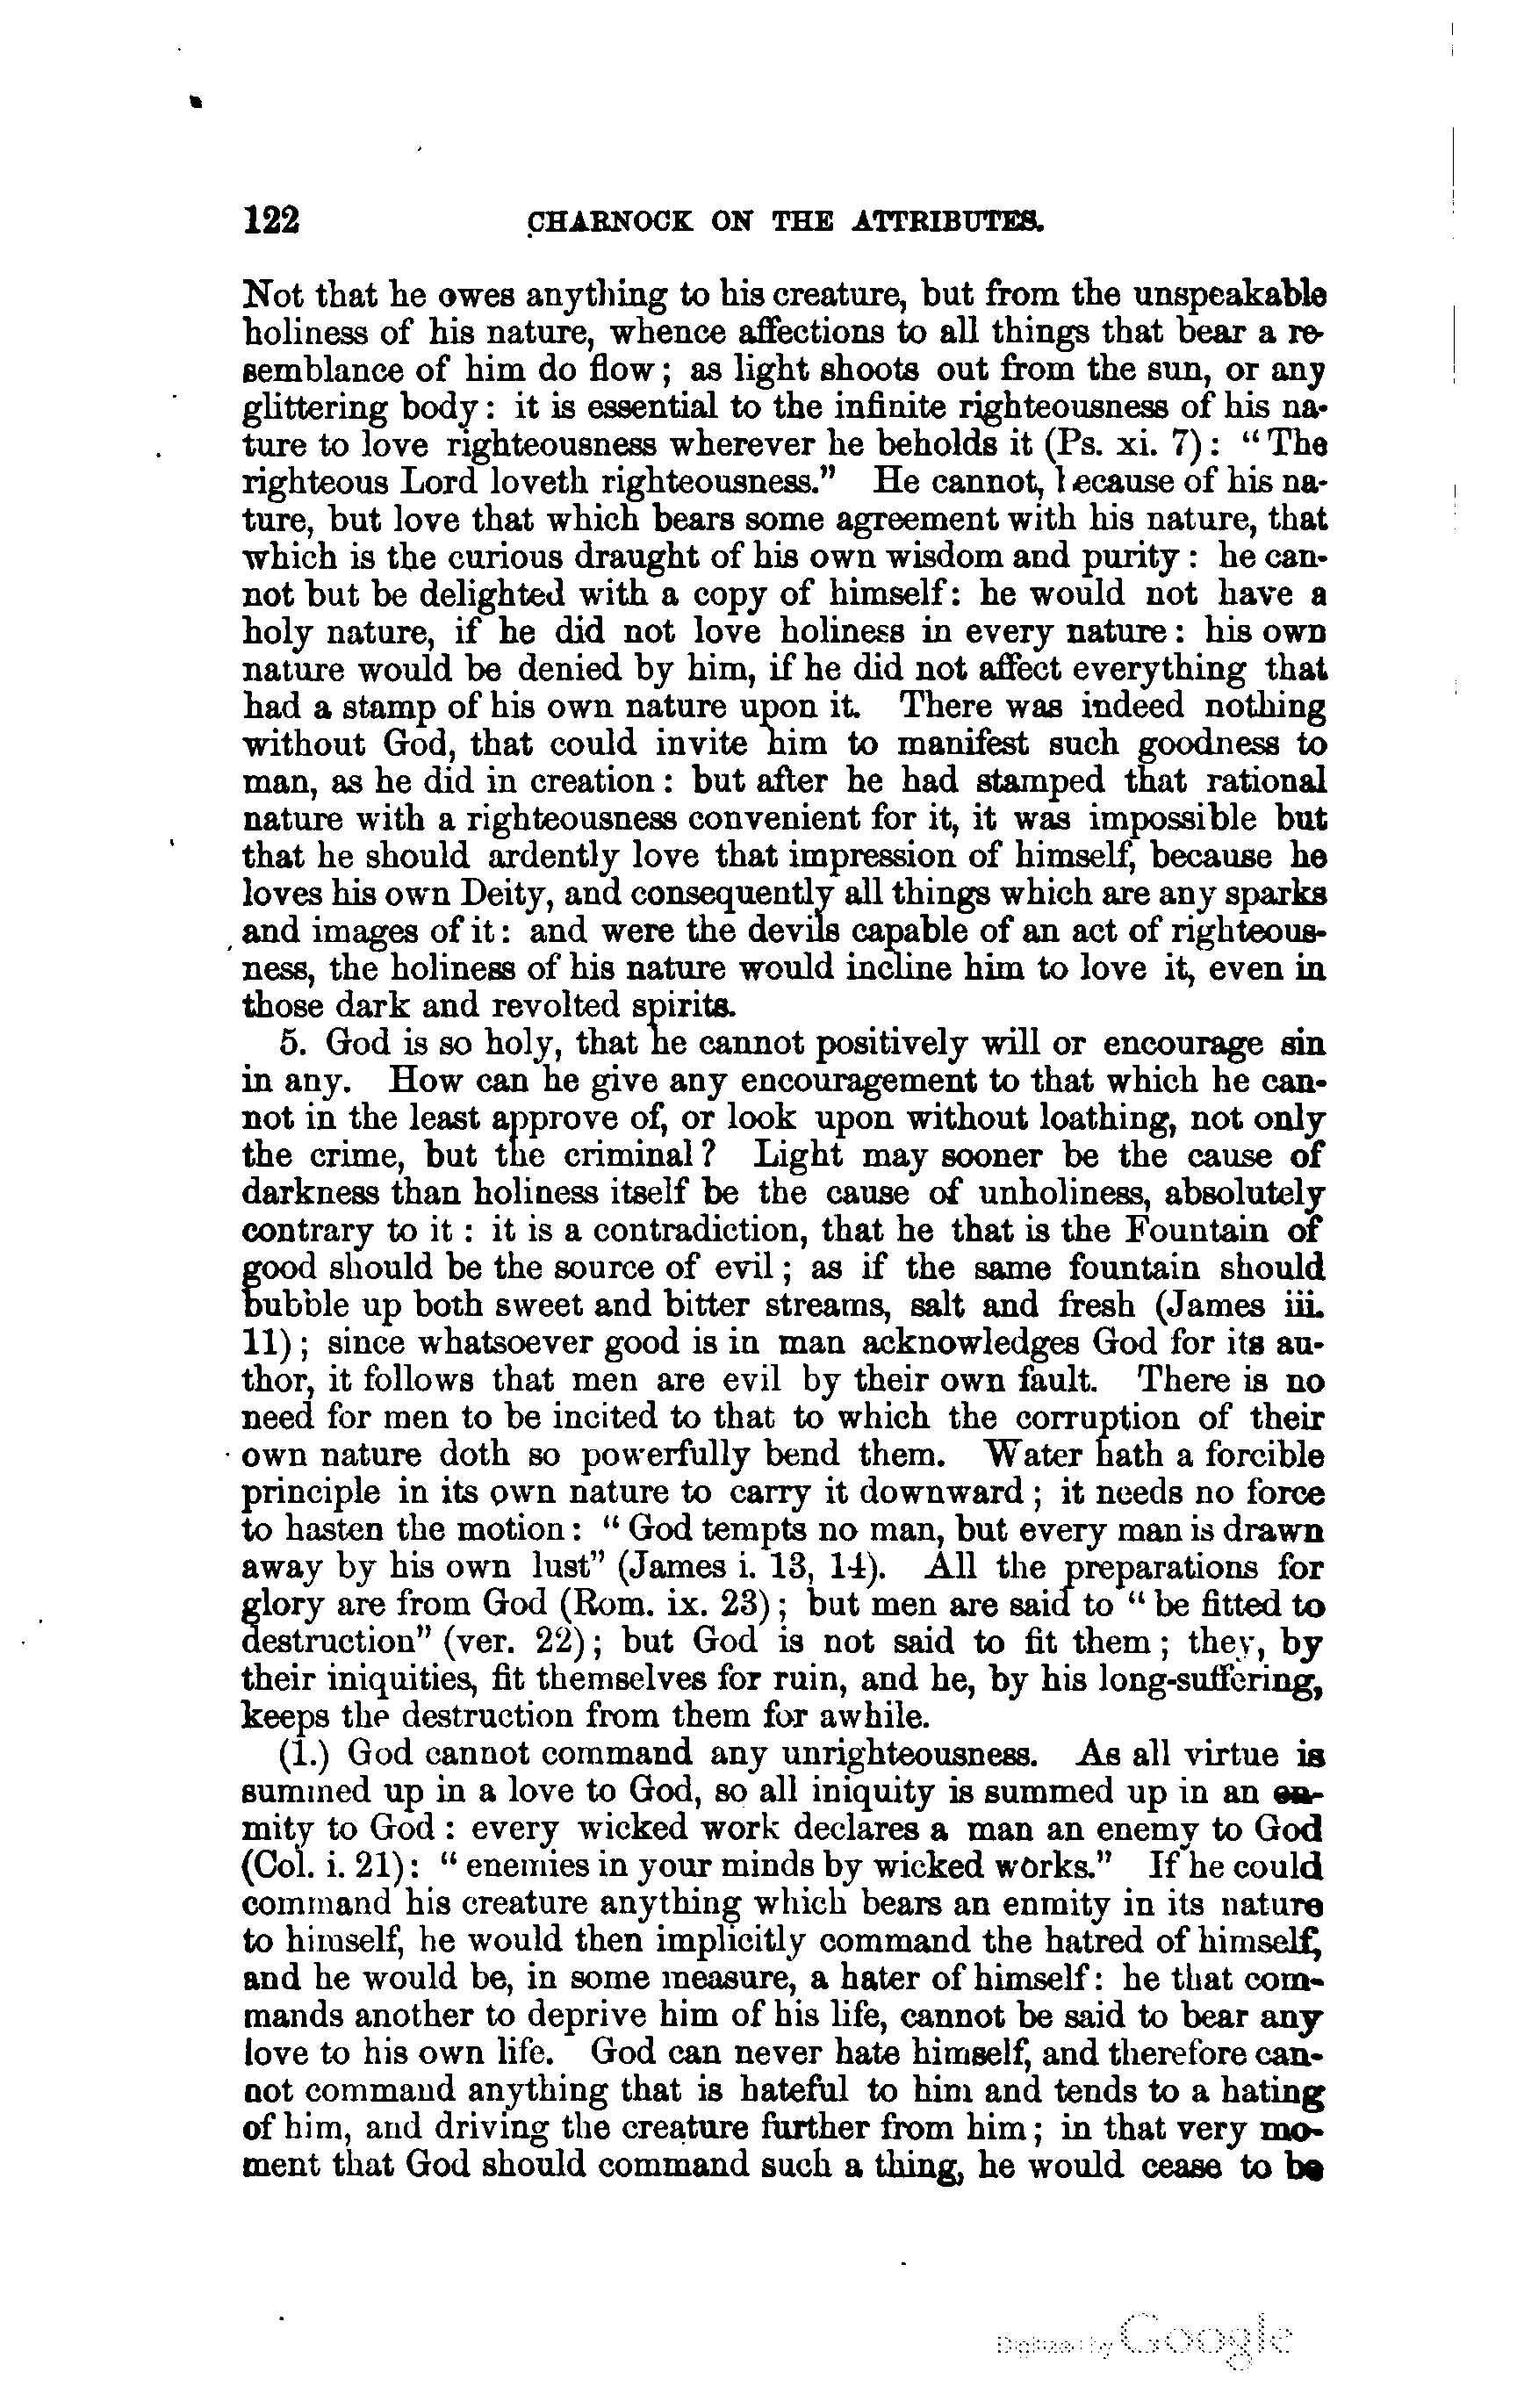 122 CHARNOCK ON THE ATTRIBUTES.
Not that he owes anything to his creature, but from the unspeakable
holiness of his nature, whence affections to all things that bear a re-
semblance of him do flow; as light shoots out from the sun, or any
glittering body: it is essential to the infinite righteousness of his na-
ture to love righteousness wherever he beholds it (Ps. xi. 7): "The
righteous Lord loveth righteousness." He cannot, because of his na-
ture, but love that which bears some agreement with his nature, that
which is the curious draught of his own wisdom and purity: he can-
not but be delighted with a copy of himself: he would not have a
holy nature, if he did not love holiness in every nature: his own
nature would be denied by him, if he did not affect everything that
had a stamp of his own nature upon it. There was indeed nothing
without God, that could invite him to manifest such goodness to
man, as he did in creation: but after he had stamped that rational
nature with a righteousness convenient for it, it was impossible but
that he should ardently love that impression of himself, because he
loves his own Deity, and consequently all things which are any sparks
and images of it: and were the devils capable of an act of righteous-
ness, the holiness of his nature would incline him to love it, even in
those dark and revolted spirits.
5. God is so holy, that he cannot positively will or encourage sin
in any. How can he give any encouragement to that which he can-
not in the least approve of, or look upon without loathing, not only
the crime, but the criminal? Light may sooner be the cause of
darkness than holiness itself be the cause of unholiness, absolutely
contrary to it: it is a contradiction, that he that is the Fountain of
good should be the source of evil; as if the same fountain should
bubble up both sweet and bitter streams, salt and fresh (James iii.
11); since whatsoever good is in man acknowledges God for its au-
thor, it follows that men are evil by their own fault. There is no
need for men to be incited to that to which the corruption of their
own nature doth so powerfully bend them. Water hath a forcible
principle in its own nature to carry it downward; it needs no force
to hasten the motion: "God tempts no man, but every man is drawn
away by his own lust" (James i. 13, 14). All the preparations for
glory are from God (Rom. ix. 23); but men are said to "be fitted to
destruction" (ver. 22); but God is not said to fit them; they, by
their iniquities, fit themselves for ruin, and he, by his long-suffering,
keeps the destruction from them for awhile.
(1.) God cannot command any unrighteousness. As all virtue is
summed up in a love to God, so all iniquity is summed up in an en-
mity to God: every wicked work declares a man an enemy to God
(Col. i. 21): "enemies in your minds by wicked works." If he could
command his creature anything which bears an enmity in its nature
to himself, he would then implicitly command the hatred of himself,
and he would be, in some measure, a hater of himself: he that com-
mands another to deprive him of his life, cannot be said to bear any
love to his own life. God can never hate himself, and therefore can-
not command anything that is hateful to him and tends to a hating
of him, and driving the creature further from him; in that very mo-
ment that God should command such a thing, he would cease to be
Digitized by Google